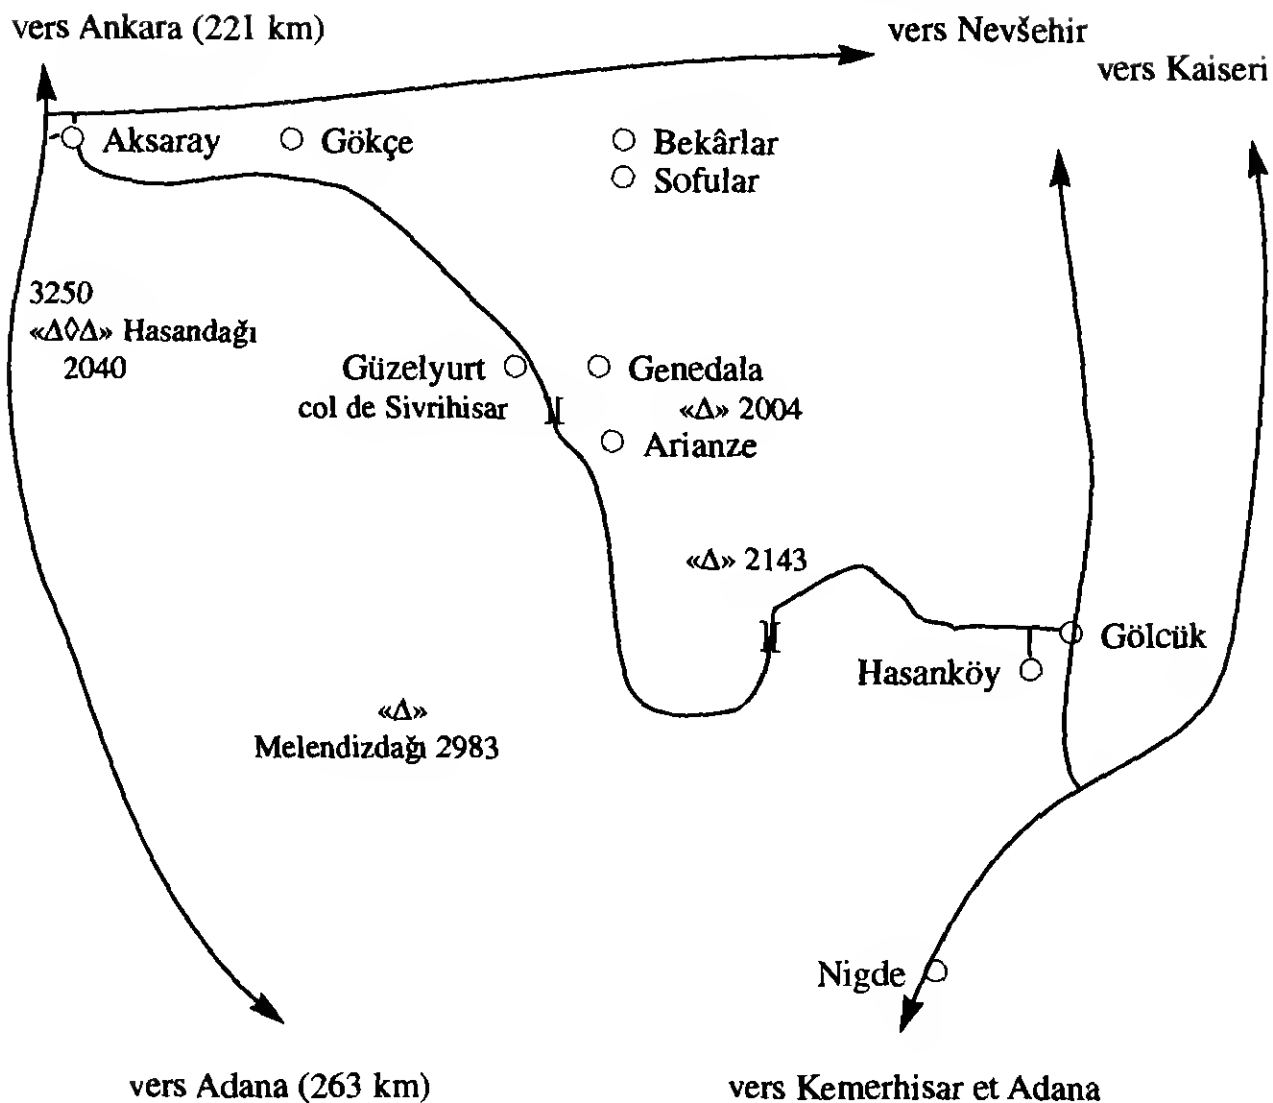 vers Ankara (221 km)
vers Nevšehir
vers Kaiseri
Aksaray
Gökçe
Bekârlar
Sofular
3250
«Δ◊Δ» Hasandağı
2040
Güzelyurt
Genedala
col de Sivrihisar
«Δ» 2004
Arianze
«Δ» 2143
Gölcük
Hasanköy
«Δ»
Melendizdağı 2983
Nigde
vers Adana (263 km)
vers Kemerhisar et Adana